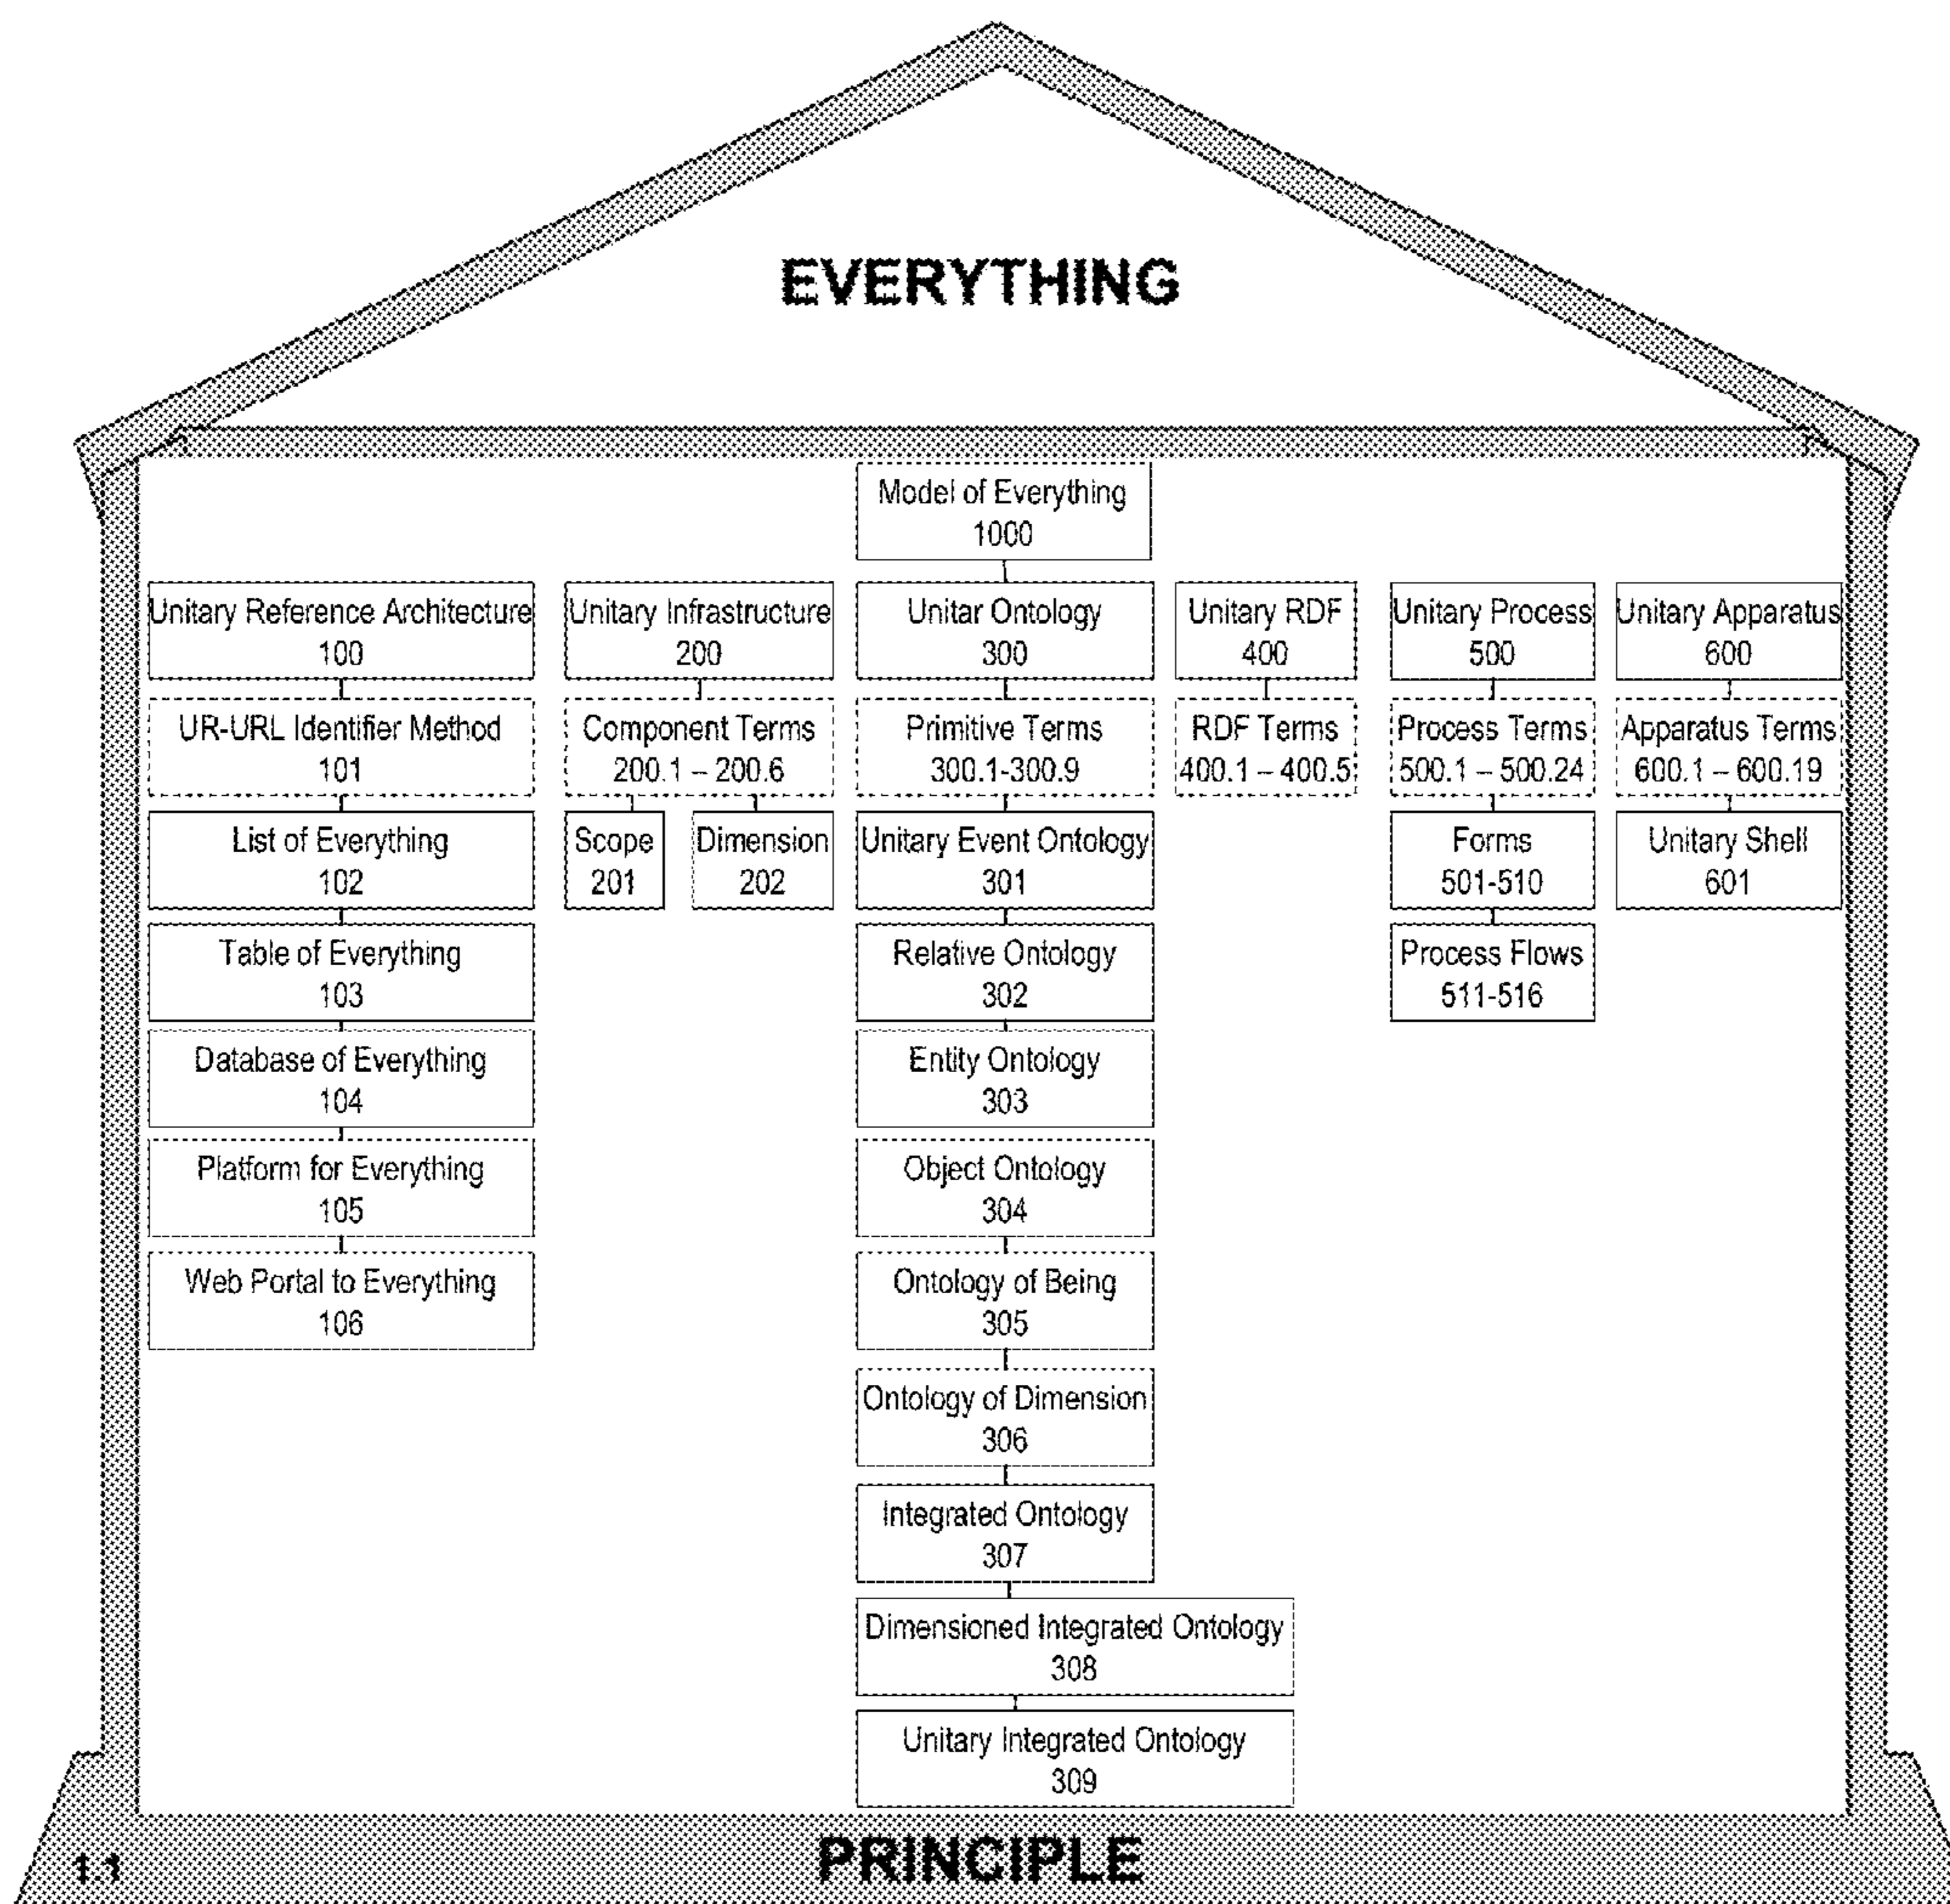 EVERYTHING
Model of Everything
1000
Unitary Reference Architecture
100
UR-URL Identifier Method
101
List of Everything
102
Table of Everything
103
Database of Everything
104
Platform for Everything
105
Web Portal to Everything
106
Unitary Infrastructure
200
Component Terms
200.1 – 200.6
Scope
201
Dimension
202
Unitar Ontology
300
Primitive Terms
300.1-300.9
Unitary Event Ontology
301
Relative Ontology
302
Entity Ontology
303
Object Ontology
304
Ontology of Being
305
Ontology of Dimension
306
Integrated Ontology
307
Dimensioned Integrated Ontology
308
Unitary Integrated Ontology
309
Unitary RDF
400
RDF Terms
400.1 – 400.5
Unitary Process
500
Process Terms
500.1 – 500.24
Forms
501-510
Process Flows
511-516
Unitary Apparatus
600
Apparatus Terms
600.1 – 600.19
Unitary Shell
601
1.1
PRINCIPLE